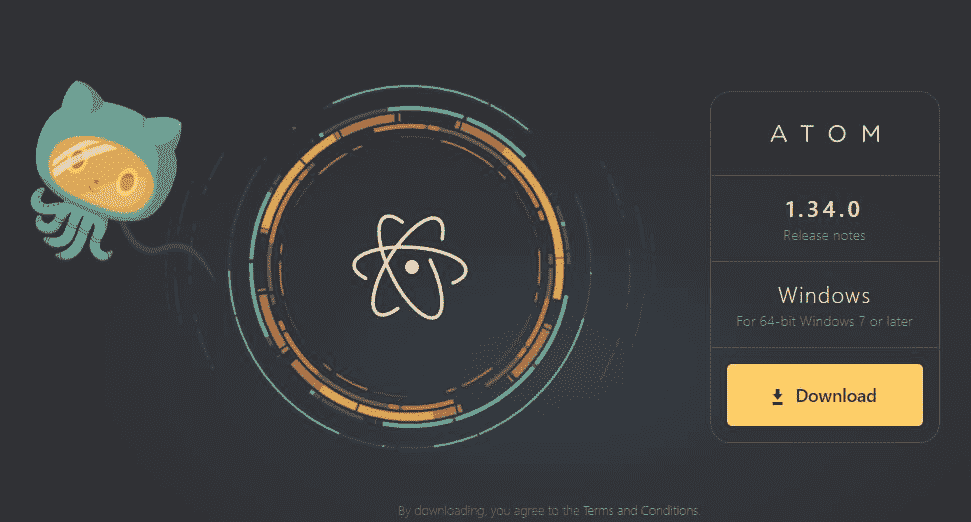 ATOM
1.34.0
Release notes
Windows
For 64-bit Windows 7 or later
Download
By downloading, you agree to the Terms and Conditions.